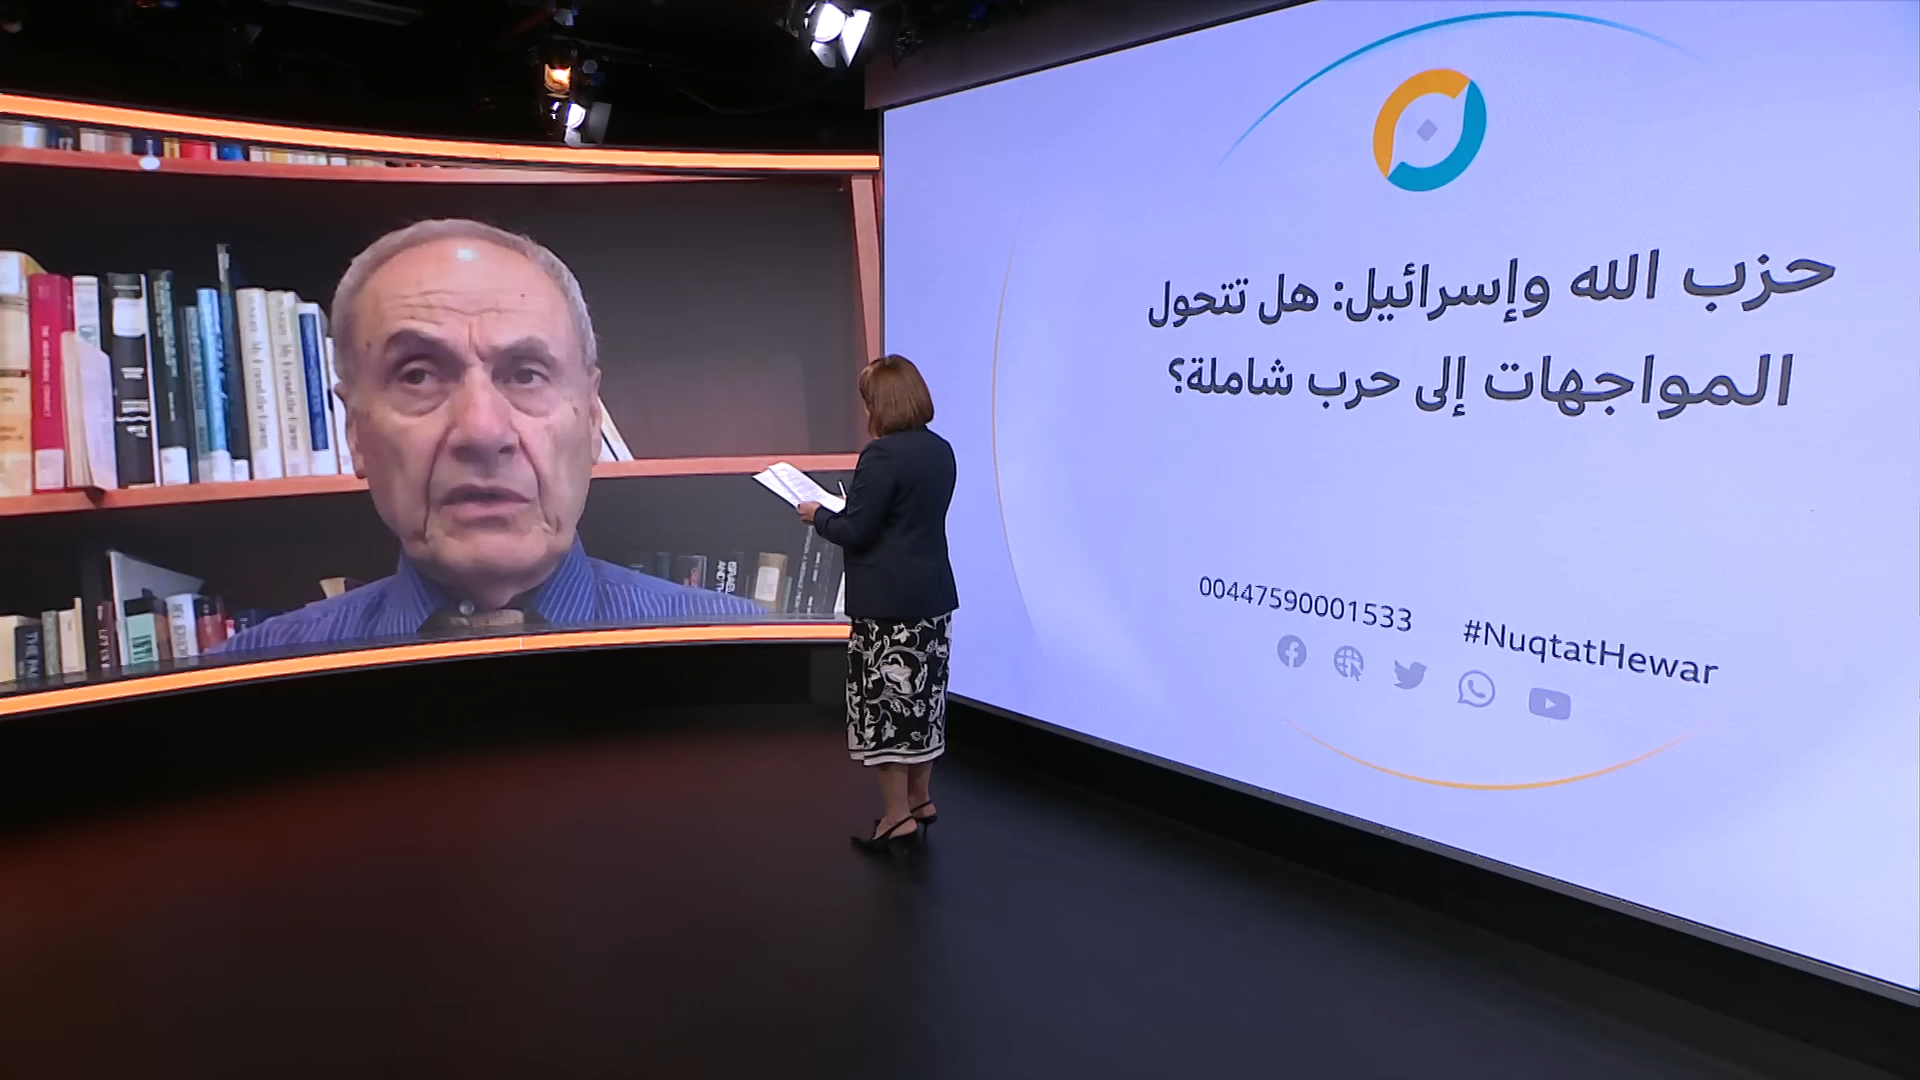 حزب الله وإسرائيل: هل تتحول
المواجهات إلى حرب شاملة؟
00447590001533
#NuqtatHewar